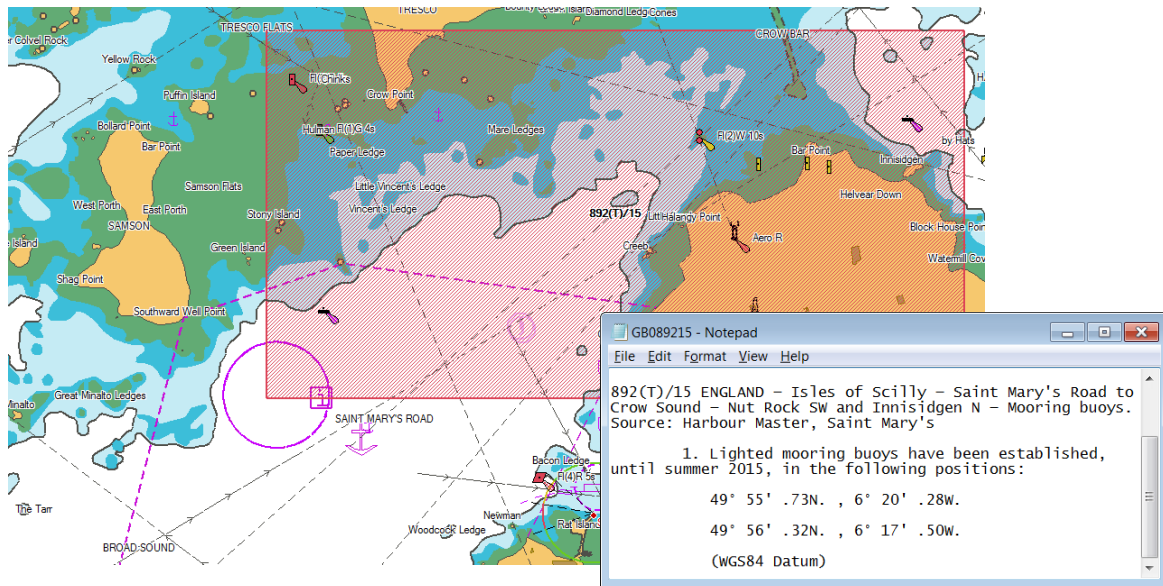 TRESCO
Diamond Ledg Cones
er Colvel Rock
TRESCO FLATS
CROW BAR
Yellow Rock
Fl( Chinks
Puffin Island
Crow Point
Bollard Point
Hulman Fl(1)G 4s
Mare Ledges
Fl(2)W 10s
Bar Point
by Hats
Bar Point
Paper Ledge
Innisidgen
Samson Flats
Little Vincent's Ledge
Helvear Down
West Porth
East Porth
Vincent's Ledge
Stony Island
892(T)/15
Halangy Point
SAMSON
Block House Poin
Aero R
e Island
Green Island
Creeb
Watermill Cov
Shag Point
Southward Well Point
Great Minalto Ledges
Minalto
SAINT MARY'S ROAD
Bacon Ledge
Fl(4)R 5s
The Tarr
Newman
Rat Island
Woodcock Ledge
BROAD SOUND
GB089215 - Notepad
File Edit Format View Help
892(T)/15 ENGLAND - Isles of Scilly - Saint Mary's Road to
Crow Sound - Nut Rock SW and Innisidgen N - Mooring buoys.
Source: Harbour Master, Saint Mary's
1. Lighted mooring buoys have been established,
until summer 2015, in the following positions:
49° 55' .73N. , 6° 20' .28W.
49° 56' .32N. , 6° 17' .50W.
(WGS84 Datum)